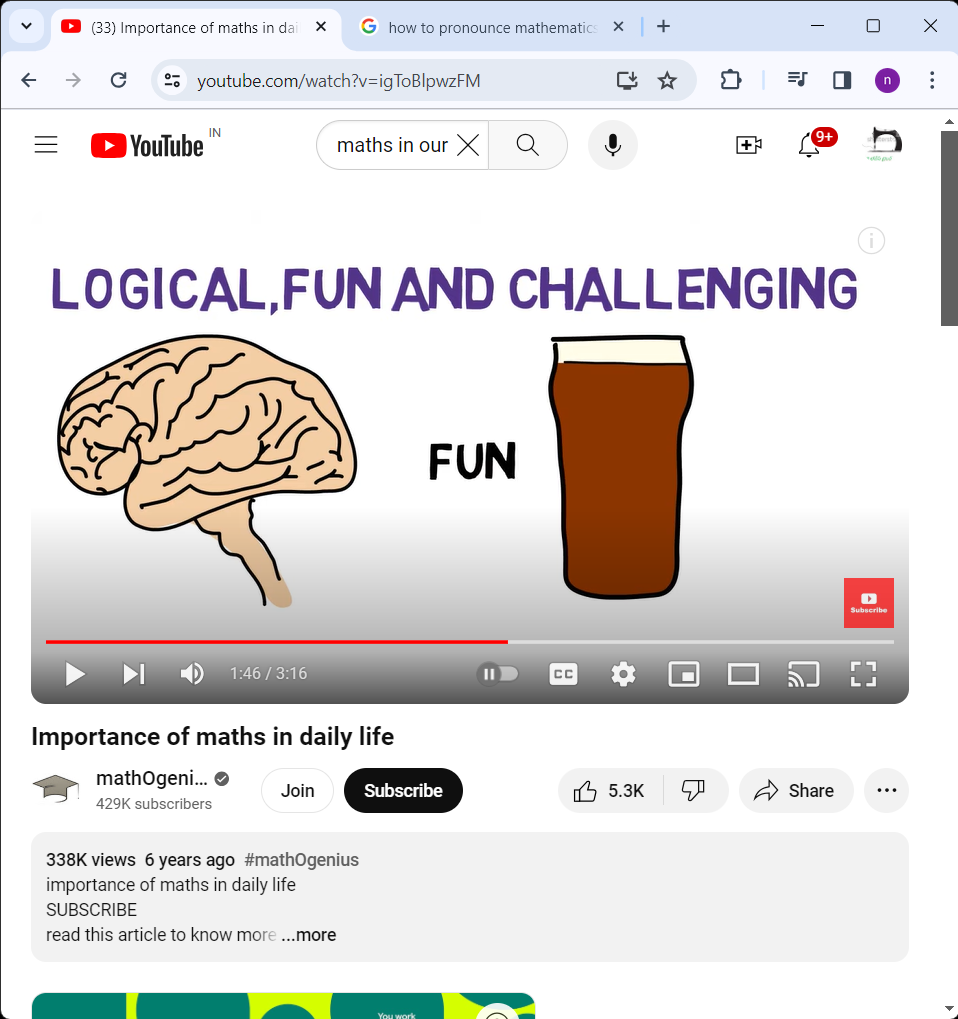 (33) Importance of maths in dai
how to pronounce mathematics
youtube.com/watch?v=igToBlpwzFM
n
YouTube IN
maths in our
9+
LOGICAL,FUN AND CHALLENGING
FUN
Subscribe
1:46 / 3:16
CC
Importance of maths in daily life
mathOgeni...
429K subscribers
Join
Subscribe
5.3K
Share
338K views 6 years ago #mathOgenius
importance of maths in daily life
SUBSCRIBE
read this article to know more ...more
You work